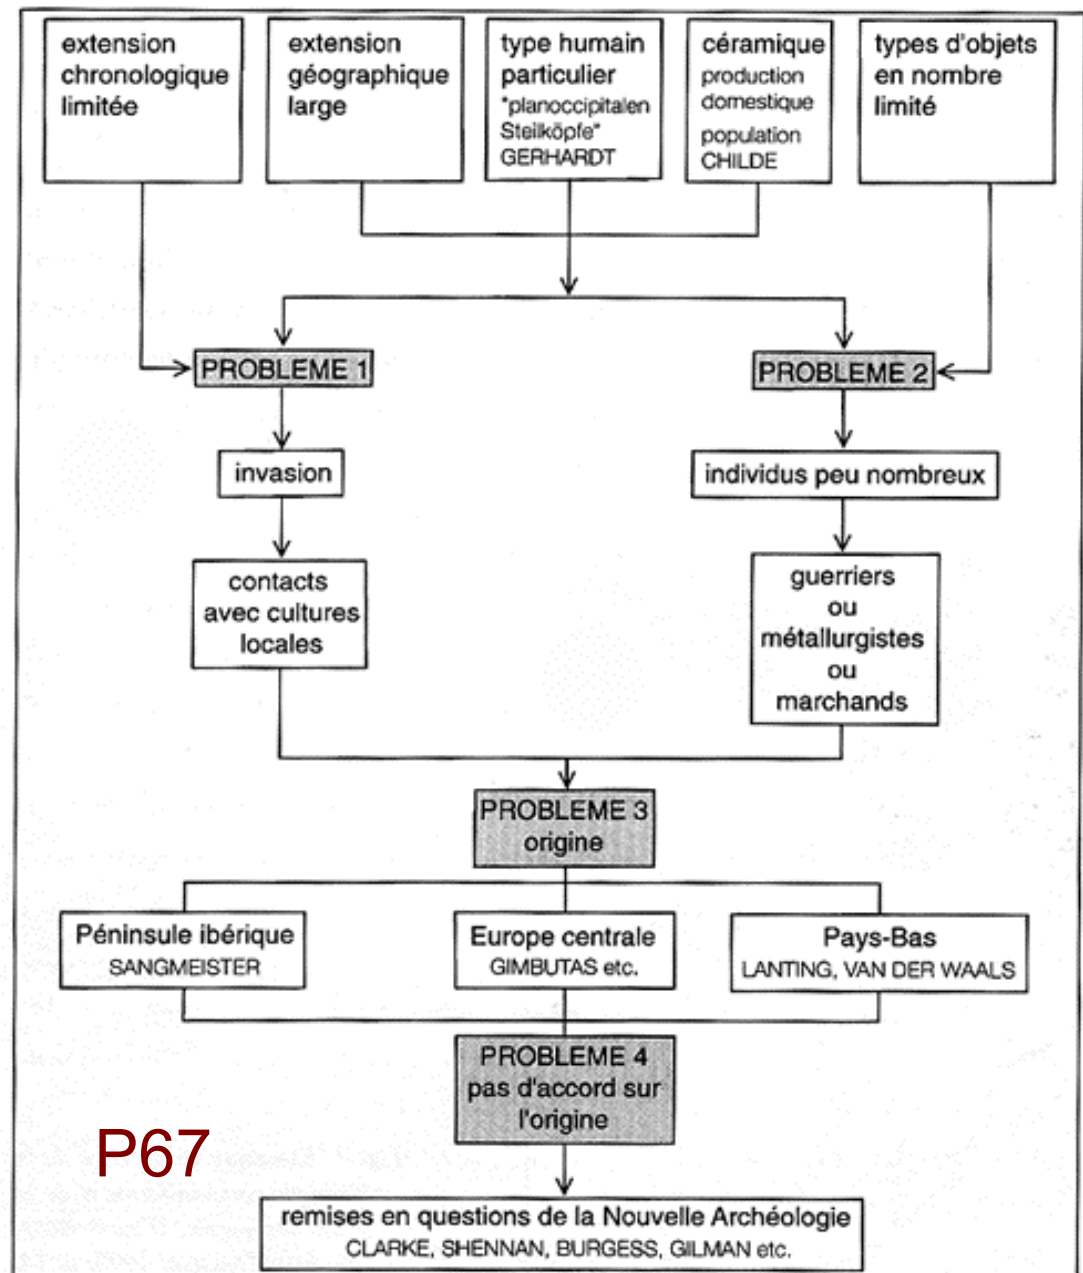 extension
chronologique
limitée
extension
géographique
large
type humain
particulier
"planoccipitalen
Steilköpfe"
GERHARDT
céramique
production
domestique
population
CHILDE
types d'objets
en nombre
limité
PROBLEME 1
PROBLEME 2
invasion
individus peu nombreux
contacts
avec cultures
locales
guerriers
ou
métallurgistes
ou
marchands
PROBLEME 3
origine
Péninsule ibérique
SANGMEISTER
Europe centrale
GIMBUTAS etc.
Pays-Bas
LANTING, VAN DER WAALS
PROBLEME 4
pas d'accord sur
l'origine
P67
remises en questions de la Nouvelle Archéologie
CLARKE, SHENNAN, BURGESS, GILMAN etc.